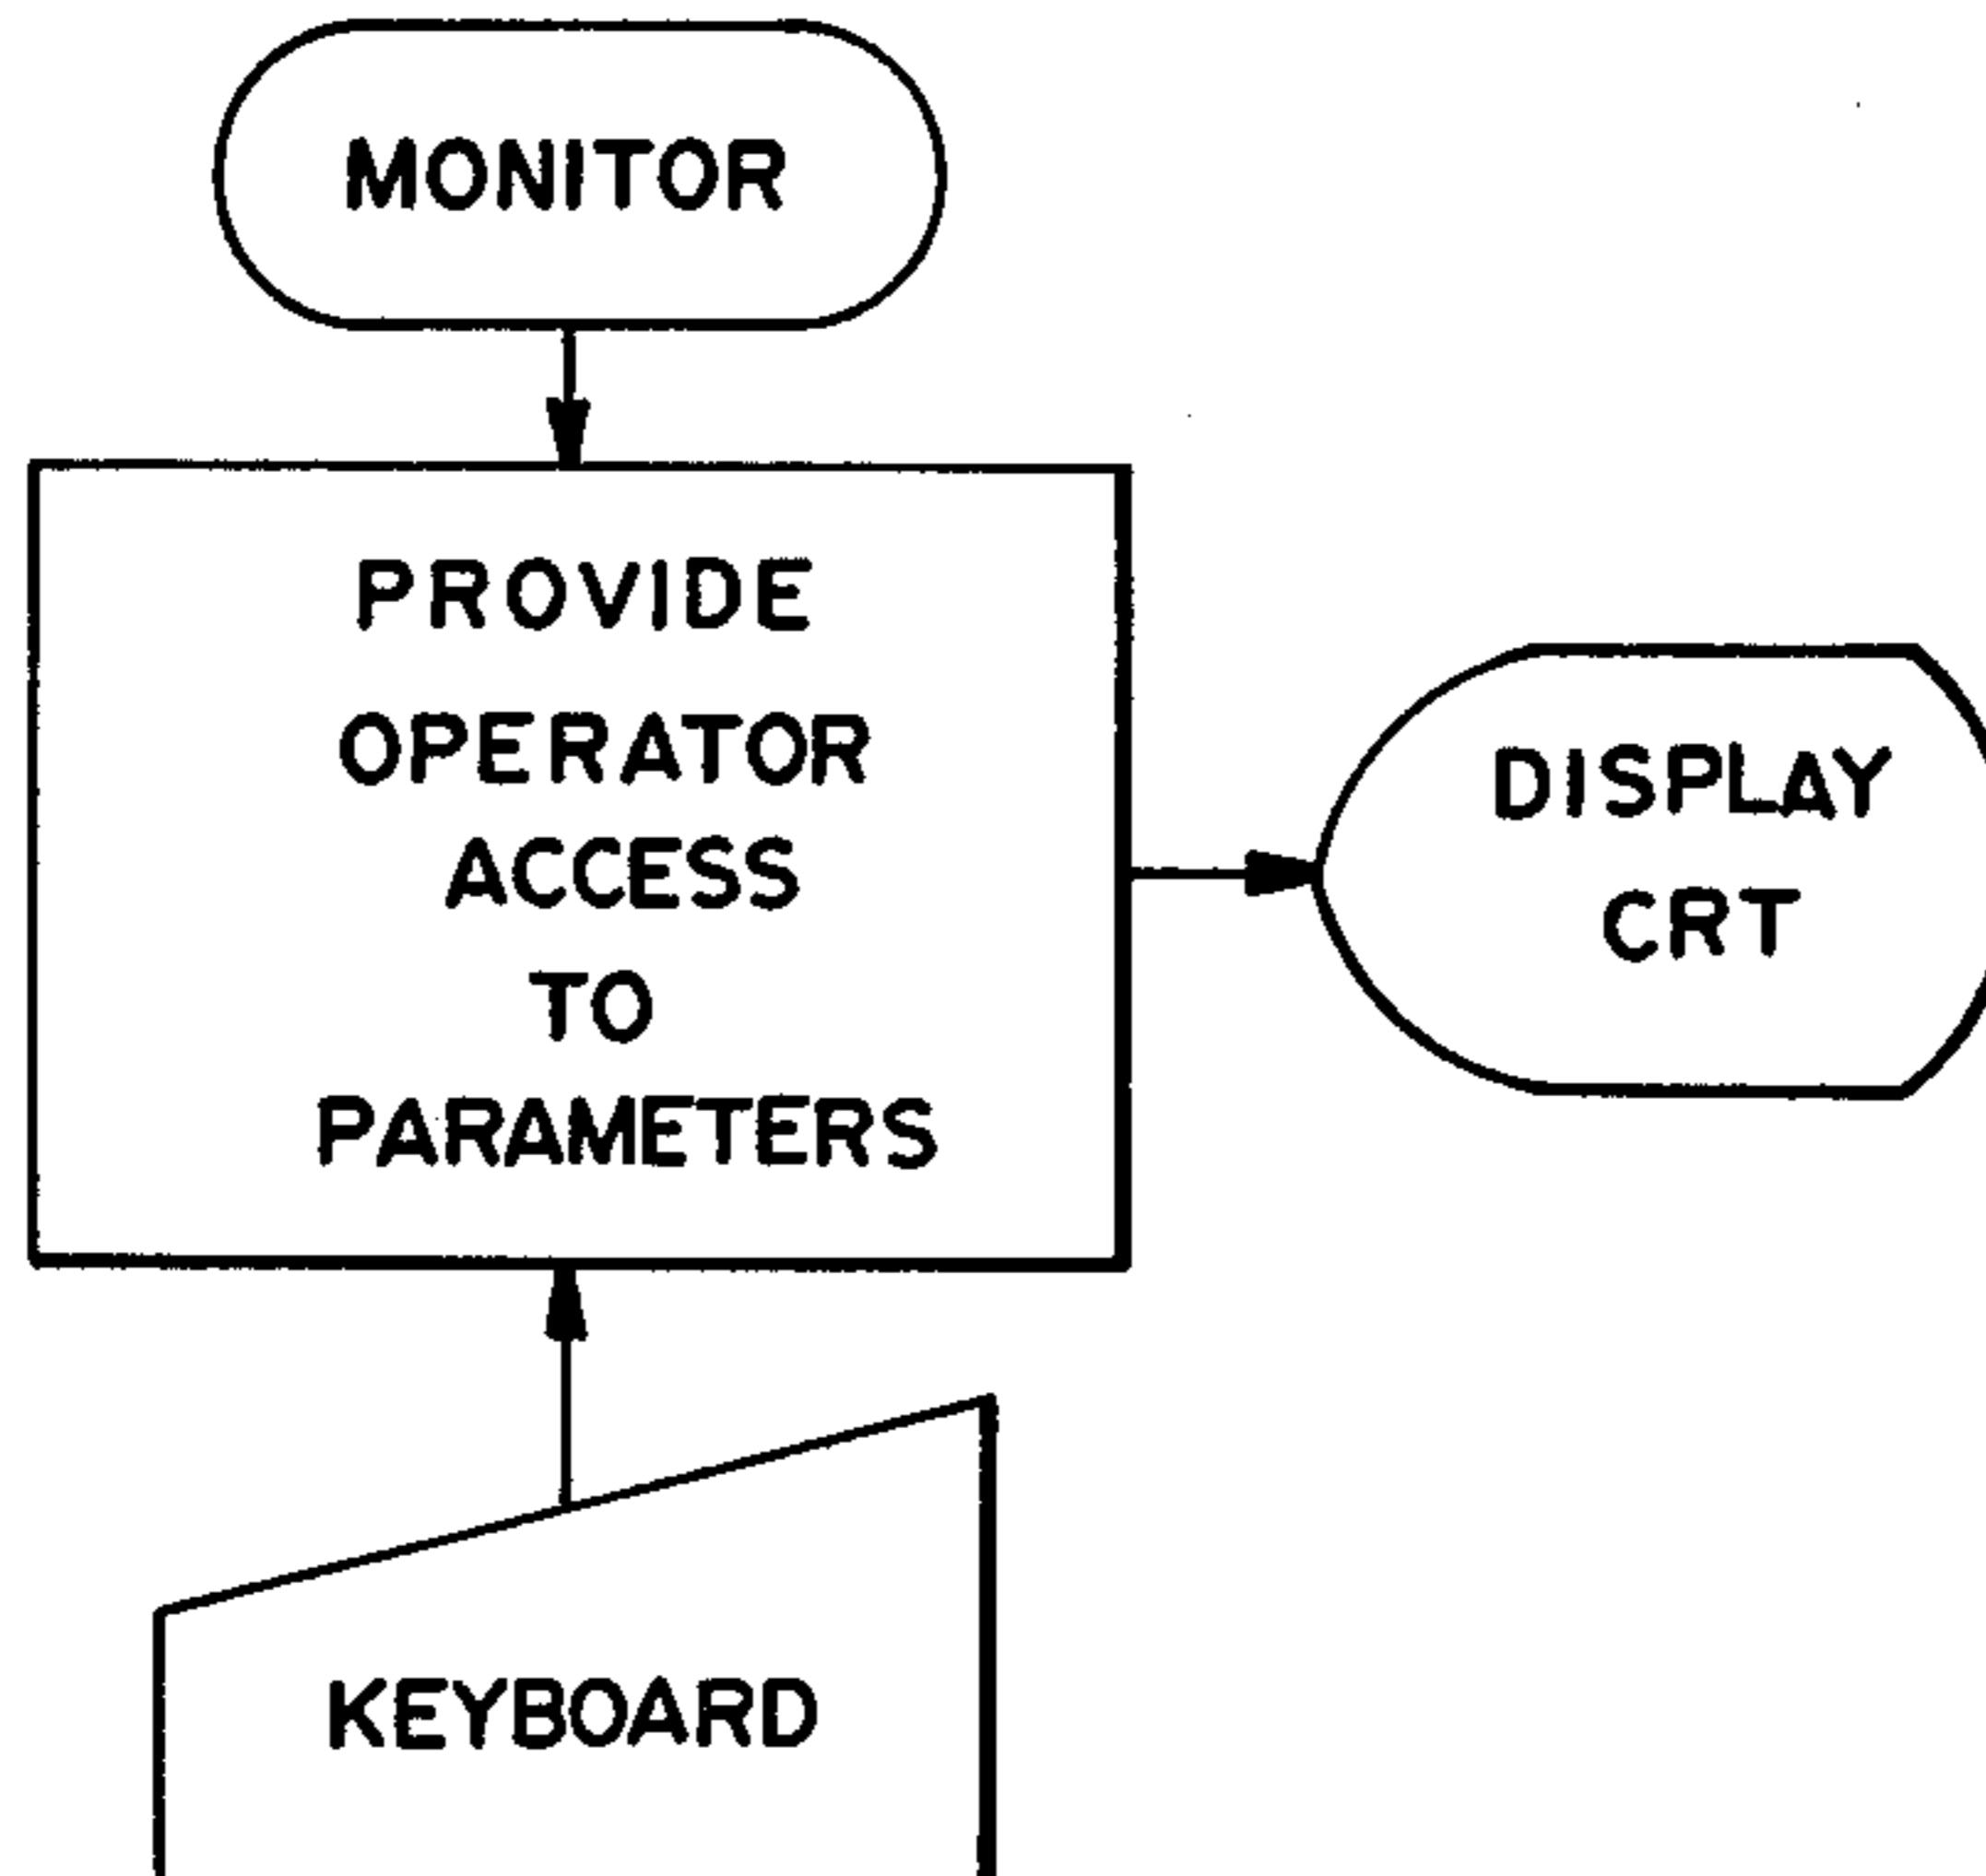 MONITOR
PROVIDE
OPERATOR
ACCESS
TO
PARAMETERS
DISPLAY
CRT
KEYBOARD